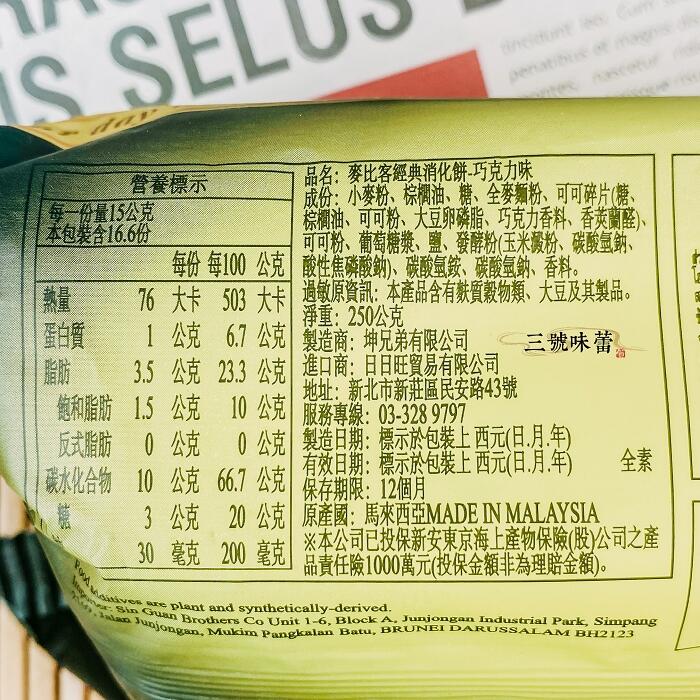 US SELUS
tincidunt leo. Cum
penatibus et magnis
montes, nascetur
day
營養標示
每一份量15公克
本包裝含16.6份
每份 每100 公克
熱量 76 大卡 503 大卡
蛋白質 1 公克 6.7 公克
脂肪 3.5 公克 23.3 公克
飽和脂肪 1.5 公克 10 公克
反式脂肪 0 公克 0 公克
碳水化合物 10 公克 66.7 公克
糖 3 公克 20 公克
30 毫克 200 毫克
品名: 麥比客經典消化餅-巧克力味
成份: 小麥粉、棕櫚油、糖、全麥麵粉、可可碎片(糖、
棕櫚油、可可粉、大豆卵磷脂、巧克力香料、香莢蘭醛)、
可可粉、葡萄糖漿、鹽、發酵粉(玉米澱粉、碳酸氫鈉、
酸性焦磷酸鈉)、碳酸氫銨、碳酸氫鈉、香料。
過敏原資訊: 本產品含有麩質穀物類、大豆及其製品。
淨重: 250公克
製造商: 坤兄弟有限公司
三號味蕾
進口商: 日日旺貿易有限公司
地址: 新北市新莊區民安路43號
服務專線: 03-328 9797
製造日期: 標示於包裝上 西元(日.月.年)
有效日期: 標示於包裝上 西元(日.月.年) 全素
保存期限: 12個月
原產國: 馬來西亞MADE IN MALAYSIA
※本公司已投保新安東京海上產物保險(股)公司之產
品責任險1000萬元(投保金額非為理賠金額)。
Food additives are plant and synthetically-derived.
Importer: Sin Guan Brothers Co Unit 1-6, Block A, Junjongan Industrial Park, Simpang
Jalan Junjongan, Mukim Pangkalan Batu, BRUNEI DARUSSALAM BH2123